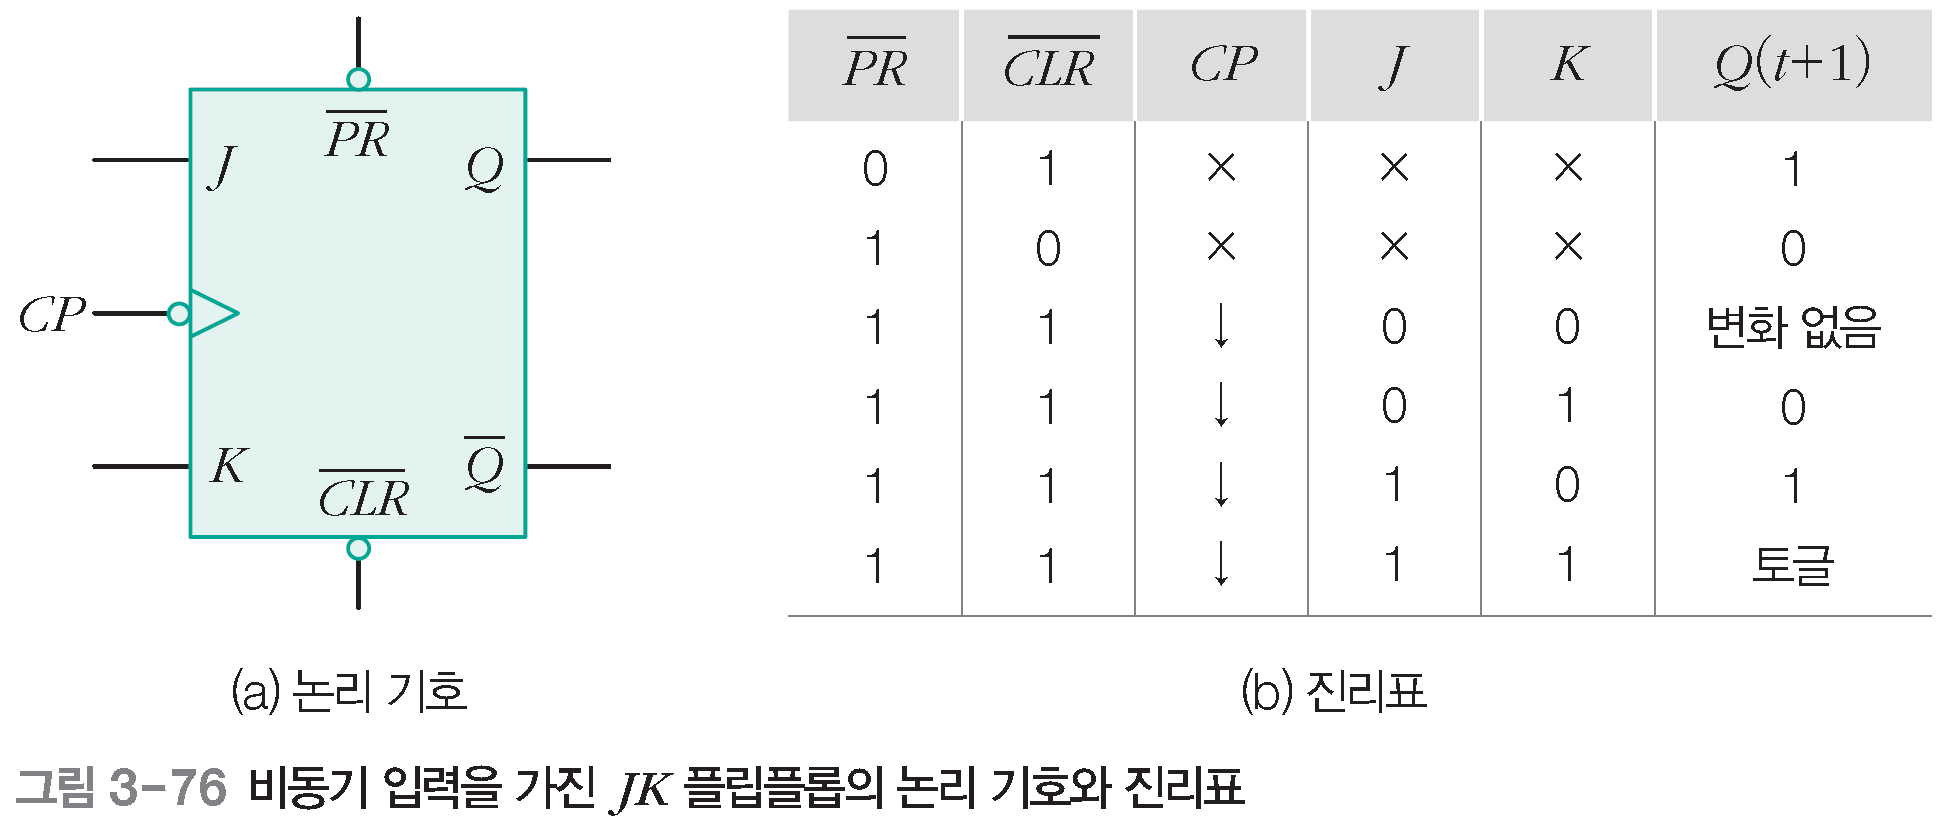 PR
J
Q
CP
K
CLR
Q
(a) 논리 기호
PR CLR CP J K Q(t+1)
0 1 × × × 1
1 0 × × × 0
1 1 ↓ 0 0 변화 없음
1 1 ↓ 0 1 0
1 1 ↓ 1 0 1
1 1 ↓ 1 1 토글
(b) 진리표
그림 3-76 비동기 입력을 가진 JK 플립플롭의 논리 기호와 진리표